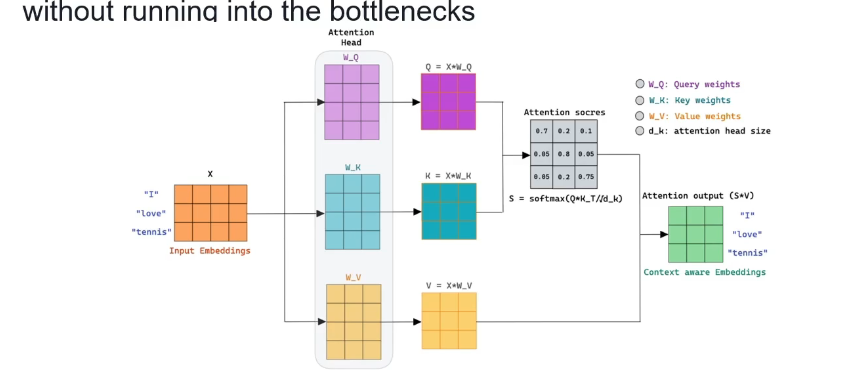 without running into the bottlenecks
Attention
Head
W_Q
Q = X*W_Q
W_Q: Query weights
W_K: Key weights
W_V: Value weights
d_k: attention head size
Attention socres
0.7 0.2 0.1
0.05 0.8 0.05
0.05 0.2 0.75
S = softmax(Q*K_T//d_k)
X
"I"
"love"
"tennis"
Input Embeddings
W_K
K = X*W_K
Attention output (S*V)
"I"
"love"
"tennis"
Context aware Embeddings
W_V
V = X*W_V